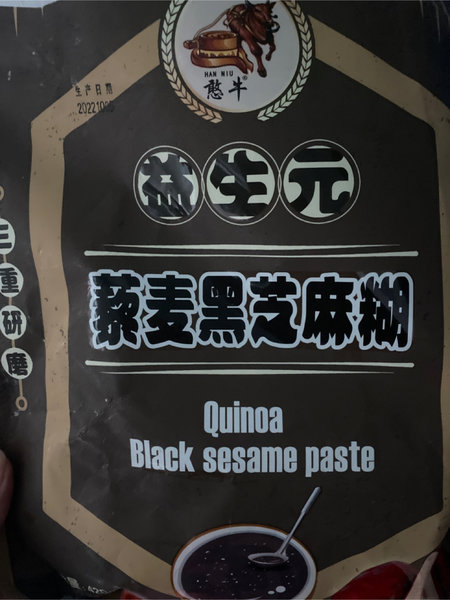 HAN NIU
憨牛®
生产日期
益生元
三重研磨
藜麦黑芝麻糊
Quinoa
Black sesame paste